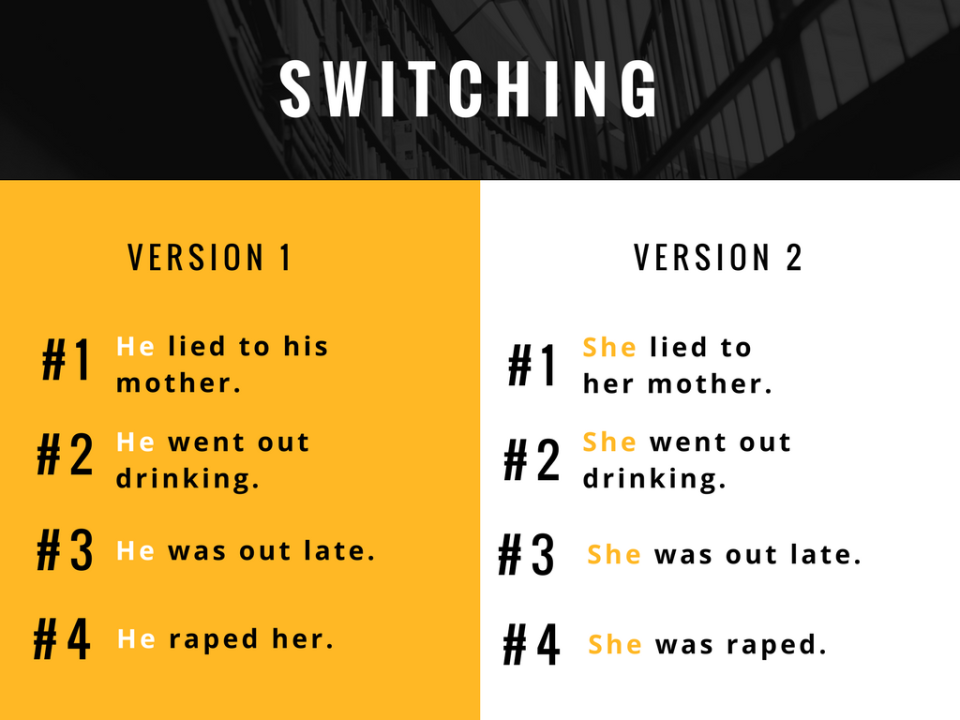 SWITCHING
VERSION 1
#1 He lied to his
mother.
#2 He went out
drinking.
#3 He was out late.
#4 He raped her.
VERSION 2
#1 She lied to
her mother.
#2 She went out
drinking.
#3 She was out late.
#4 She was raped.